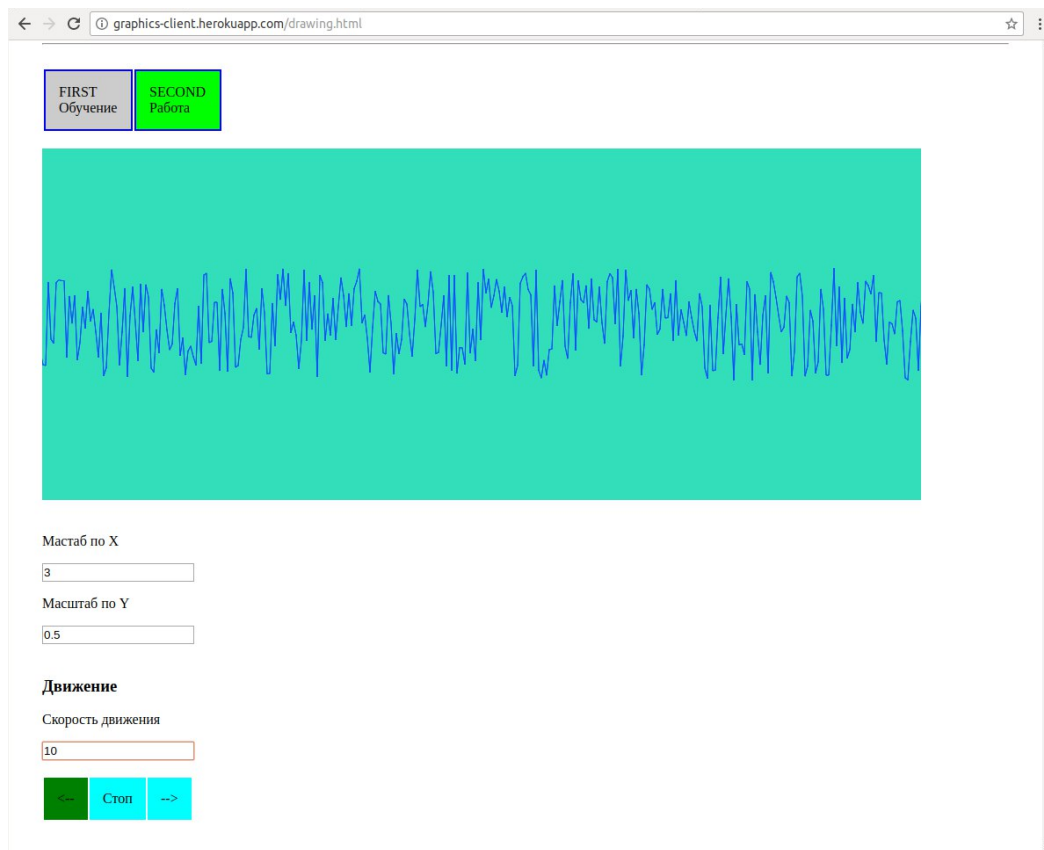 graphics-client.herokuapp.com/drawing.html
FIRST SECOND
Обучение Работа
Мастаб по X
3
Масштаб по Y
0.5
Движение
Скорость движения
10
<-- Стоп -->